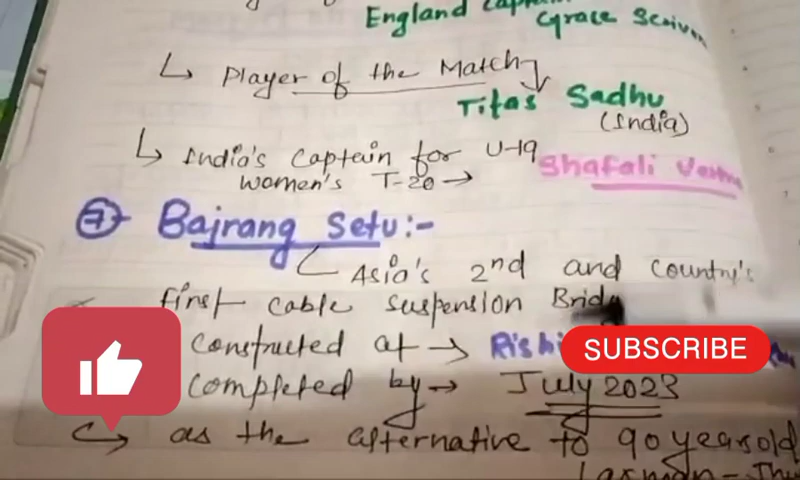 England
Grace
Player of the Match
Titas Sadhu
(India)
India's Captain for U-19
women's T-20 → Shafali
7 Bajrang Setu:-
Asia's 2nd and Country's
first cable suspension
constructed at →
SUBSCRIBE
completed by → July 2023
as the alternative to 90 years old
Laxman-